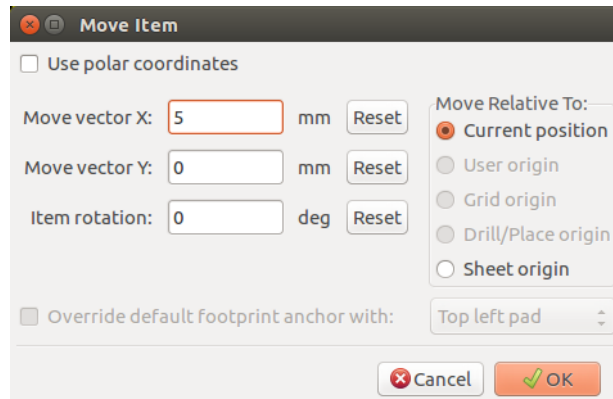 Move Item
Use polar coordinates
Move vector X: 5 mm Reset
Move vector Y: 0 mm Reset
Item rotation: 0 deg Reset
Move Relative To:
Current position
User origin
Grid origin
Drill/Place origin
Sheet origin
Override default footprint anchor with: Top left pad
Cancel OK